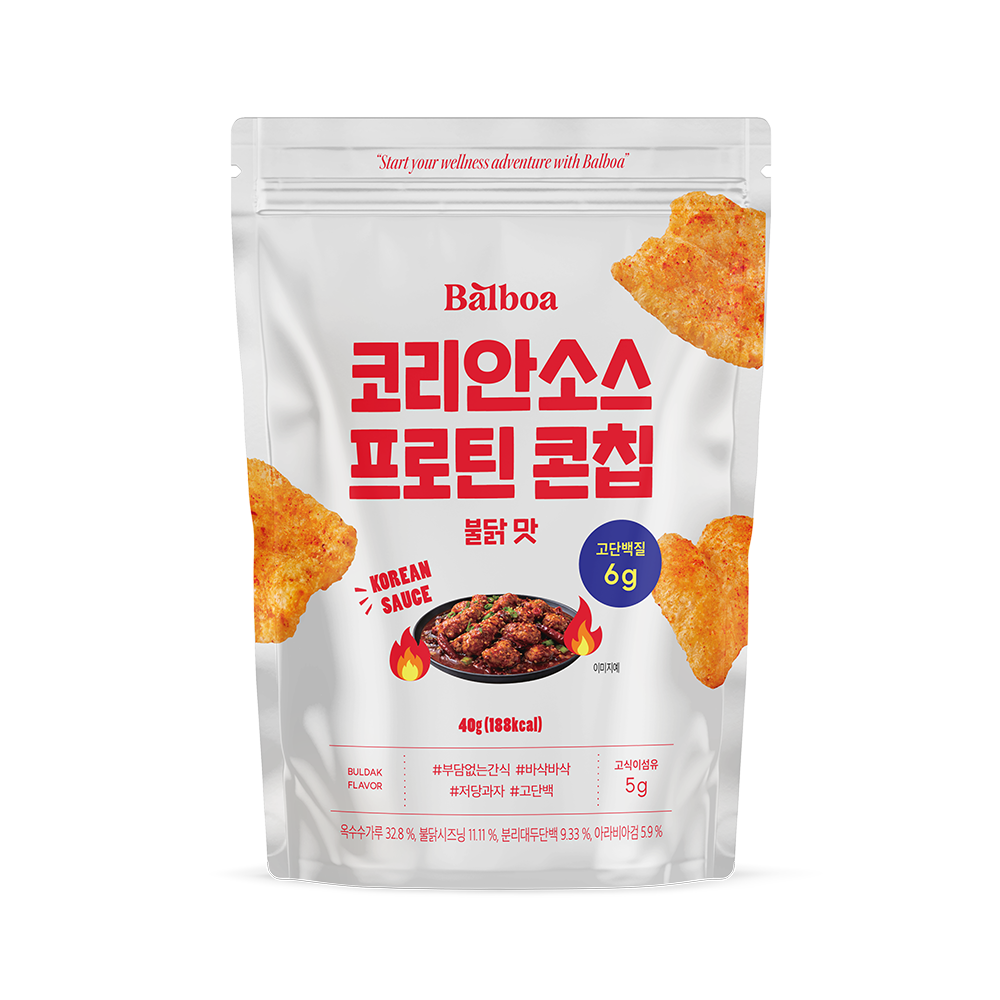 "Start your wellness adventure with Balboa"
Balboa
코리안소스
프로틴 콘칩
불닭 맛
고단백질
6g
KOREAN
SAUCE
이미지예
40g (188kcal)
BULDAK
FLAVOR
#부담없는간식 #바삭바삭
#저당과자 #고단백
고식이섬유
5g
옥수수가루 32.8 %, 불닭시즈닝 11.11 %, 분리대두단백 9.33 %, 아라비아검 5.9 %